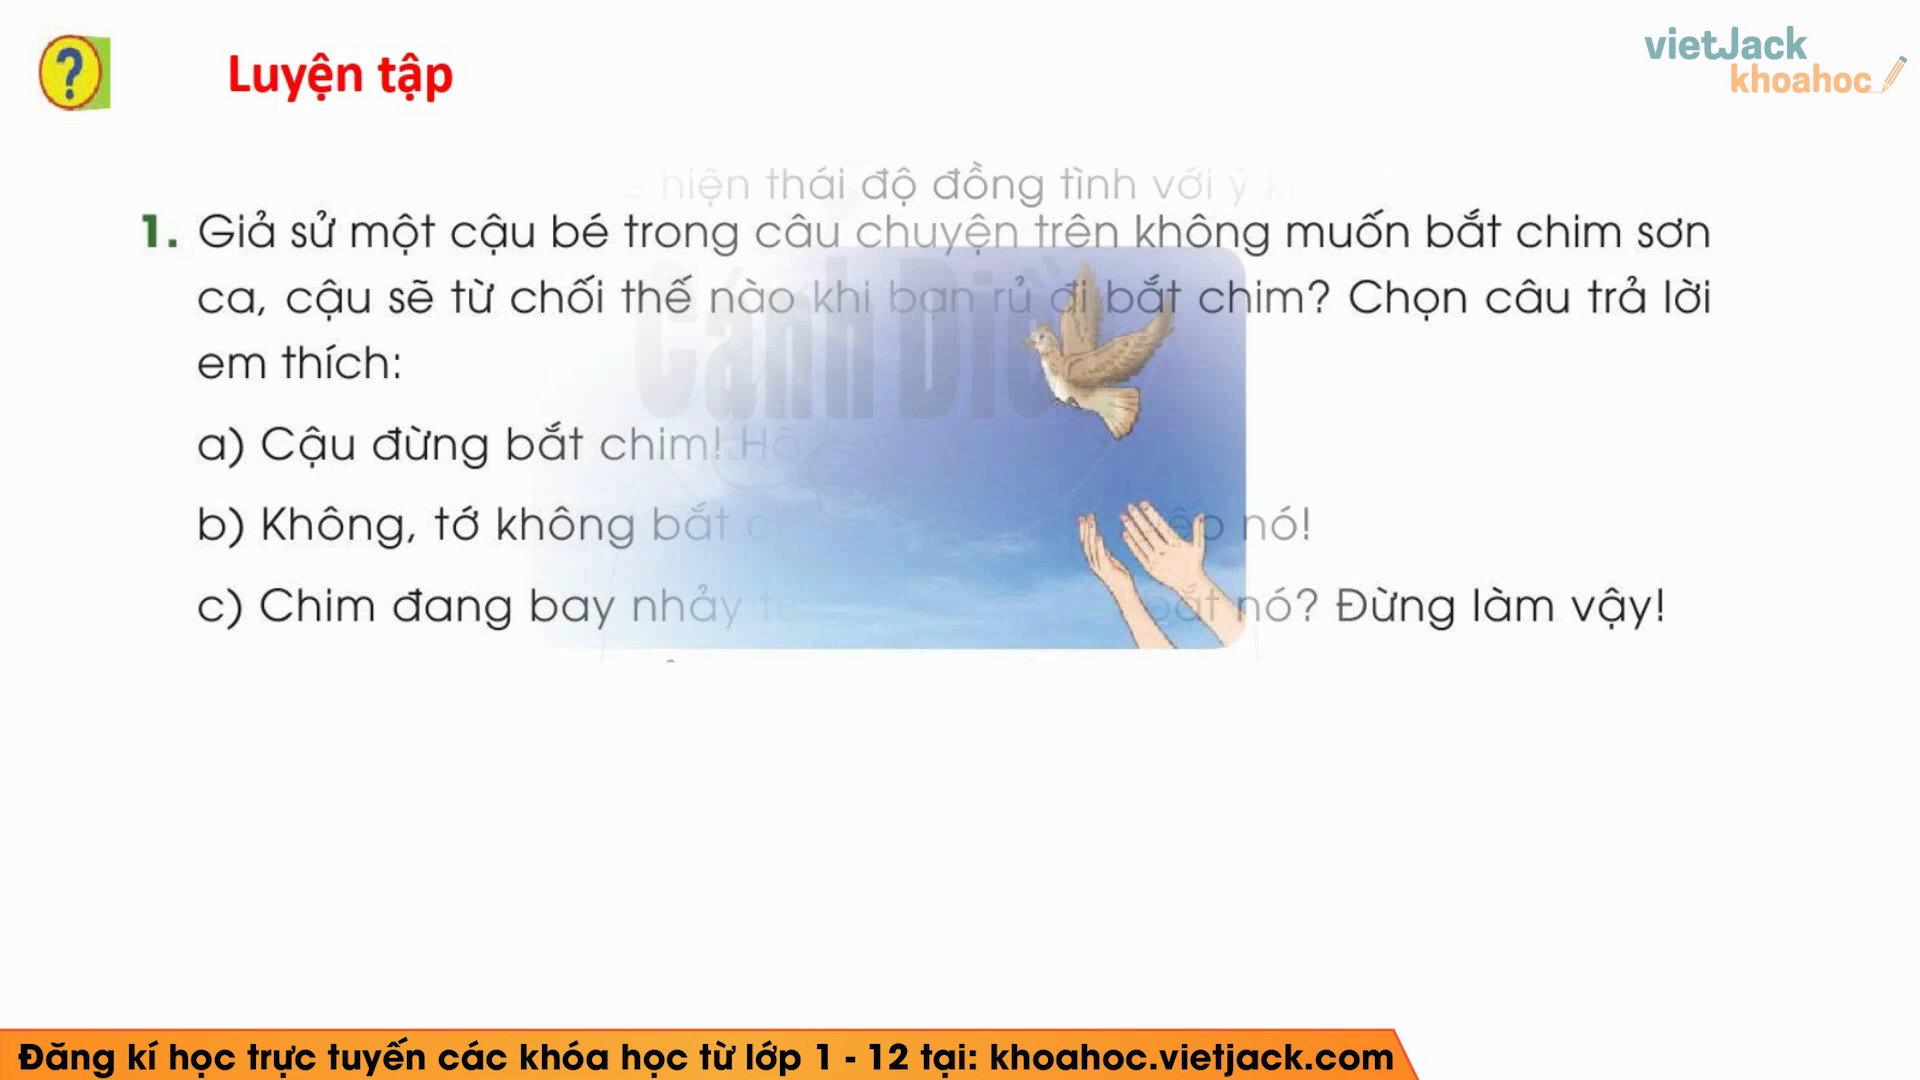 ?
Luyện tập
vietJack
khoahoc
hiện thái độ đồng tình với ý
1. Giả sử một cậu bé trong câu chuyện trên không muốn bắt chim sơn
ca, cậu sẽ từ chối thế nào khi bạn rủ đi bắt chim? Chọn câu trả lời
em thích:
Cánh Diều
a) Cậu đừng bắt chim!
b) Không, tớ không bắt nó!
c) Chim đang bay nhảy bắt nó? Đừng làm vậy!
Đăng kí học trực tuyến các khóa học từ lớp 1 - 12 tại: khoahoc.vietjack.com